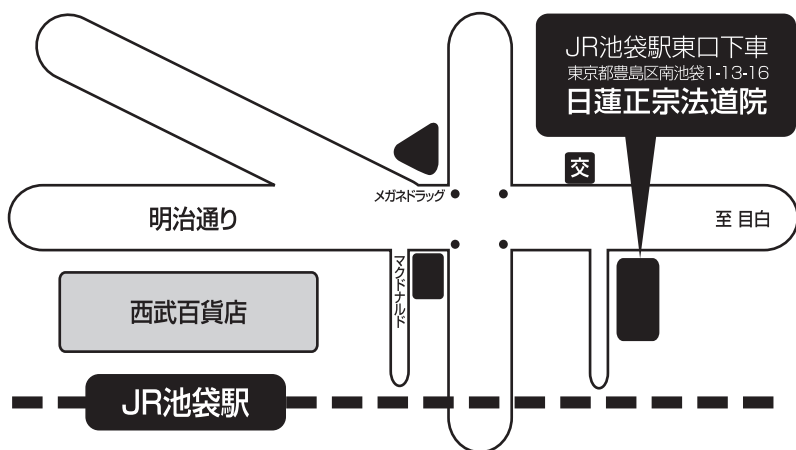 JR池袋駅東口下車
東京都豊島区南池袋1-13-16
日蓮正宗法道院
交
メガネドラッグ
明治通り
至 目白
マクドナルド
西武百貨店
JR池袋駅